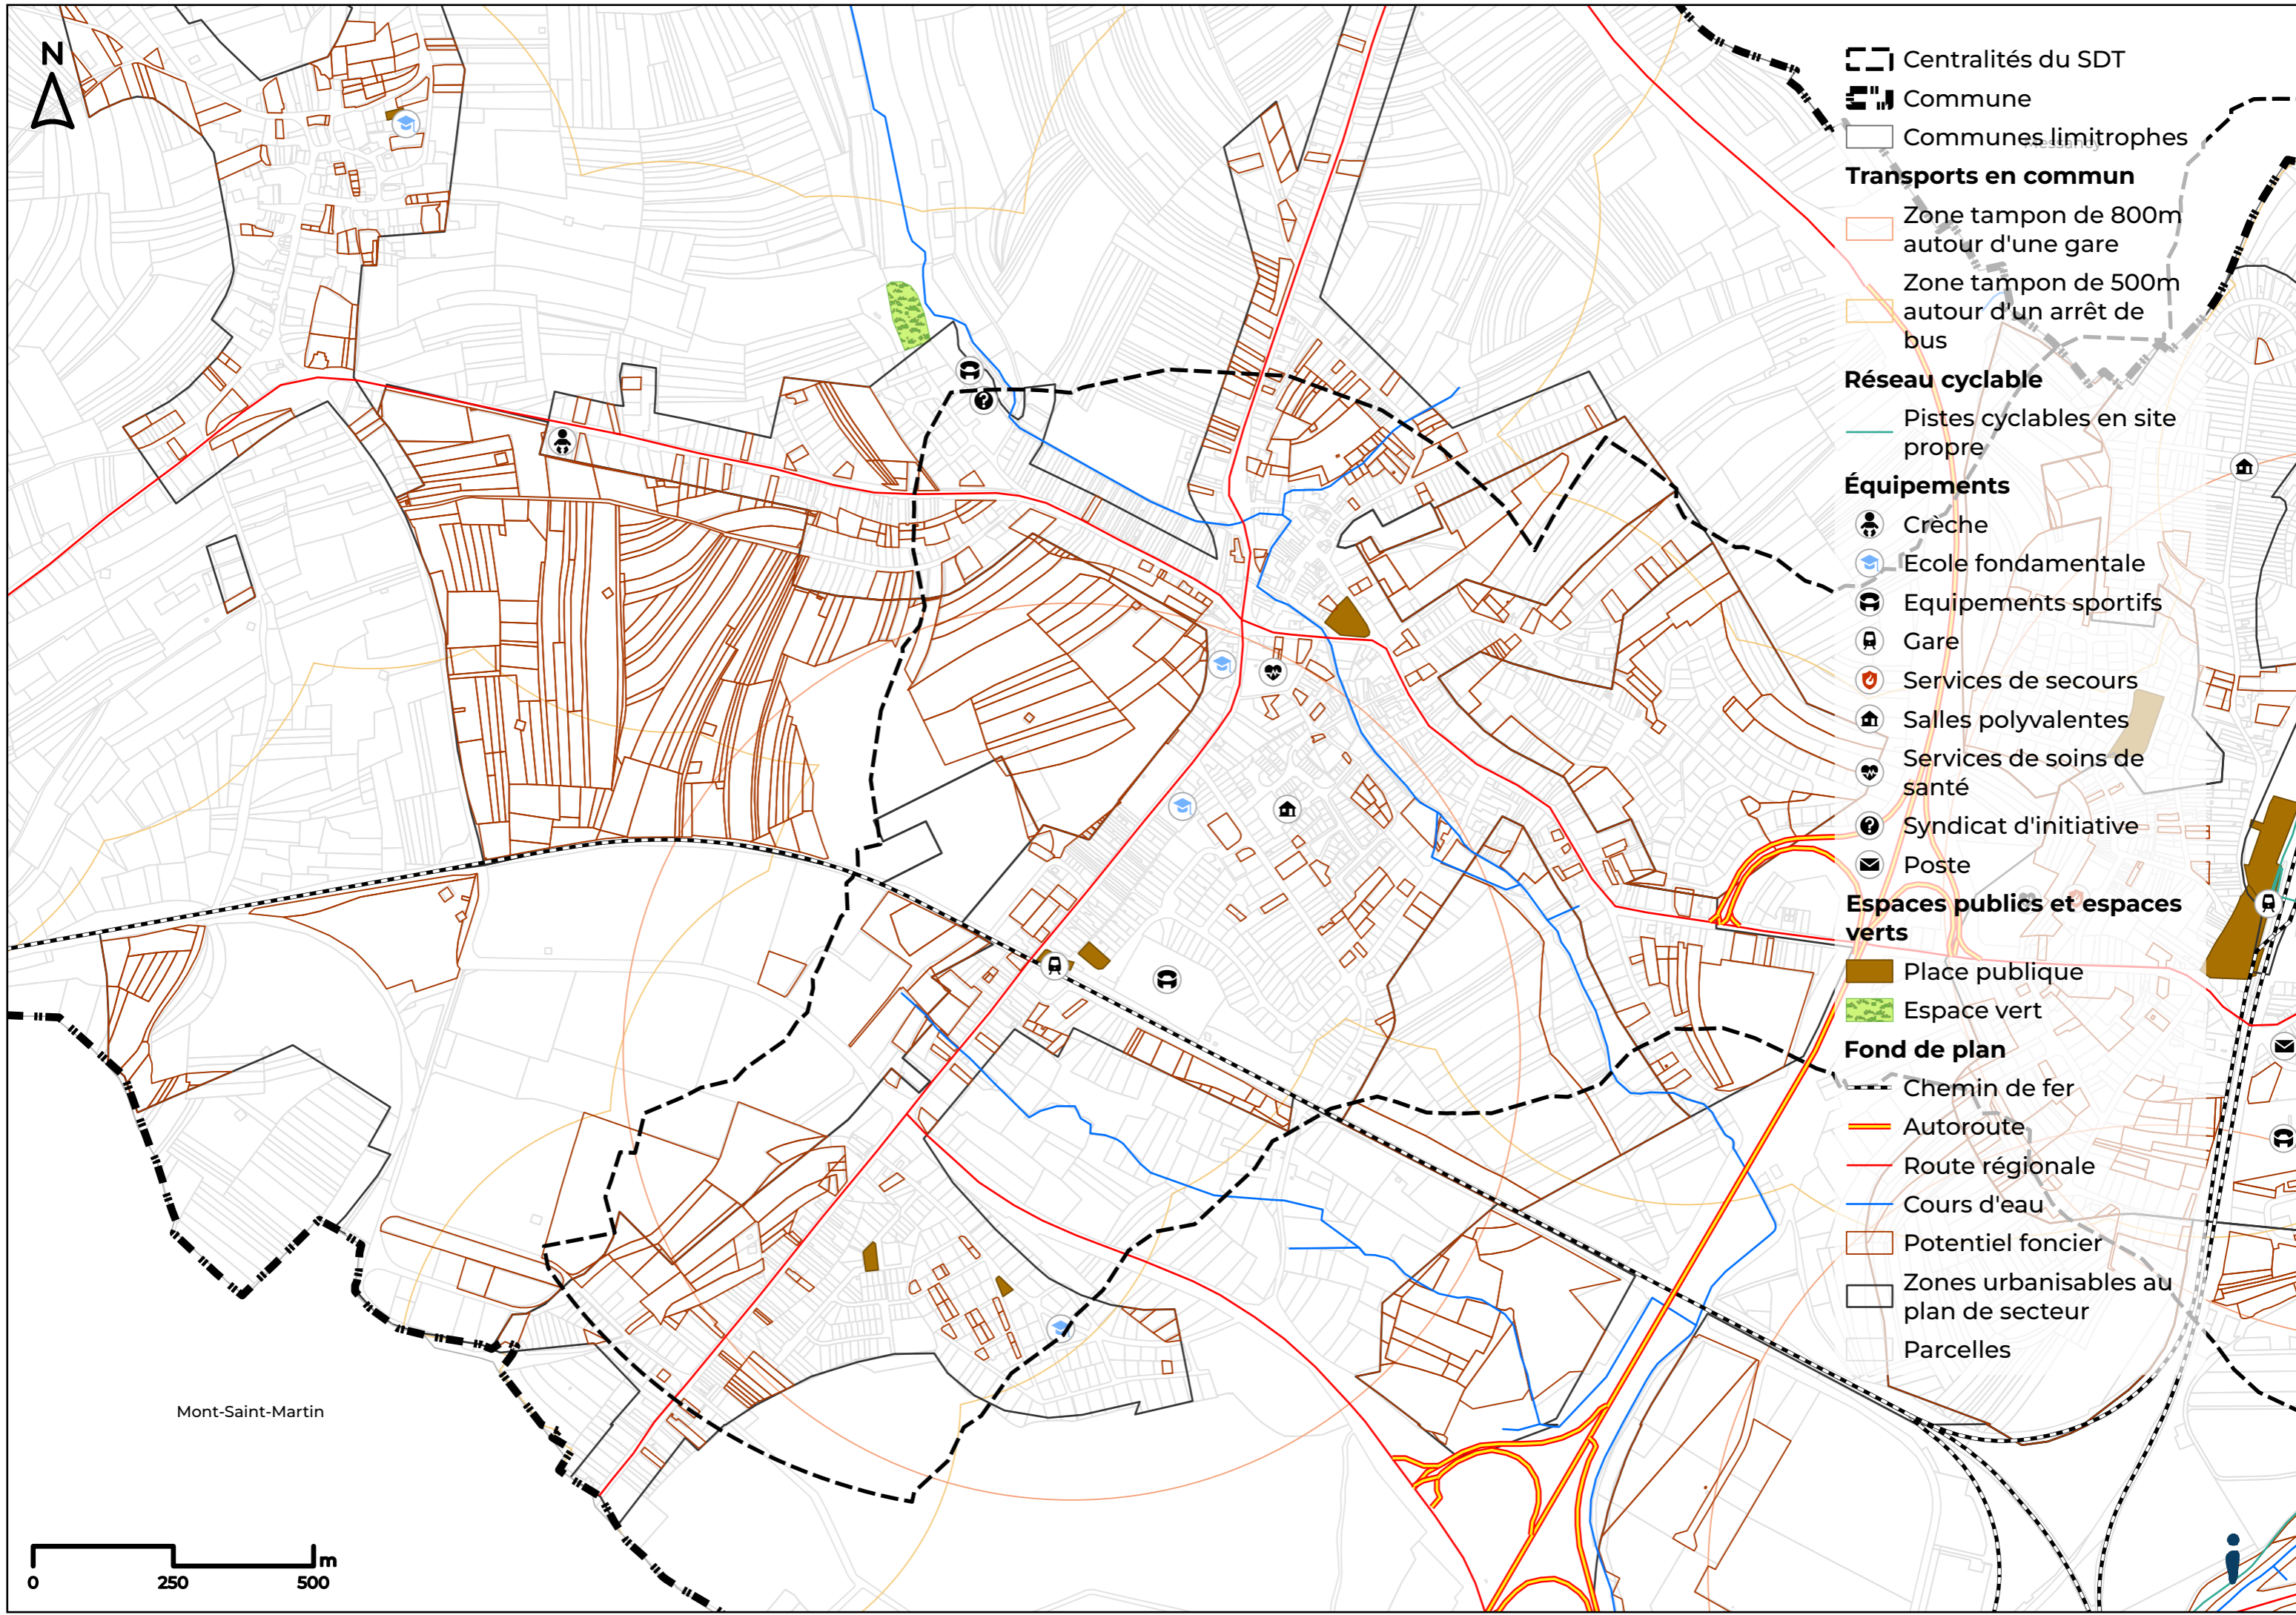 N
Centralités du SDT
Commune
Communes limitrophes
Messancy
Transports en commun
Zone tampon de 800m
autour d'une gare
Zone tampon de 500m
autour d'un arrêt de
bus
Réseau cyclable
Pistes cyclables en site
propre
Équipements
Crèche
Ecole fondamentale
Equipements sportifs
Gare
Services de secours
Salles polyvalentes
Services de soins de
santé
Syndicat d'initiative
Poste
Espaces publics et espaces
verts
Place publique
Espace vert
Fond de plan
Chemin de fer
Autoroute
Route régionale
Cours d'eau
Potentiel foncier
Zones urbanisables au
plan de secteur
Parcelles
Mont-Saint-Martin
m
0 250 500